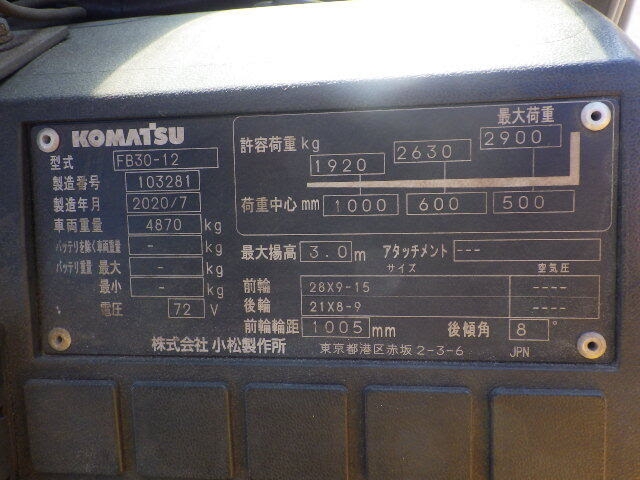 KOMATSU
型式 FB30-12
製造番号 103281
製造年月 2020/7
車両重量 4870 kg
バッテリを除く車両重量 - kg
バッテリ重量 最大 - kg
最小 - kg
電圧 72 V
最大荷重
許容荷重 kg 1920 2630 2900
荷重中心 mm 1000 600 500
最大揚高 3.0 m アタッチメント ---
サイズ 空気圧
前輪 28X9-15 ----
後輪 21X8-9 ----
前輪輪距 1005 mm 後傾角 8 °
株式会社 小松製作所 東京都港区赤坂 2-3-6 JPN